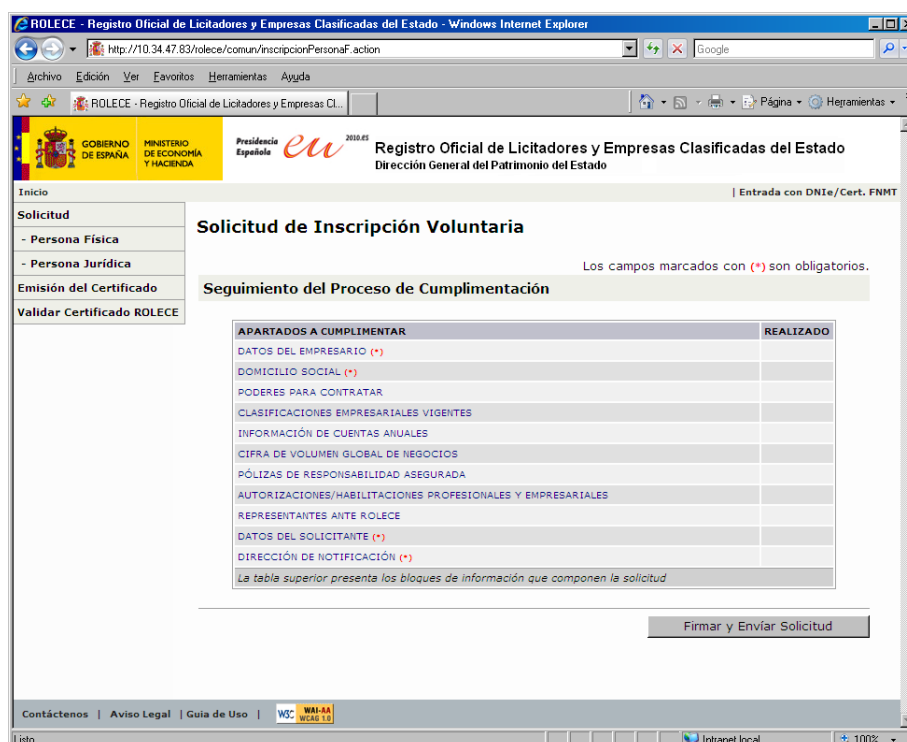 ROLECE - Registro Oficial de Licitadores y Empresas Clasificadas del Estado - Windows Internet Explorer
http://10.34.47.83/rolece/comun/inscripcionPersonaF.action
Google
Archivo Edición Ver Favoritos Herramientas Ayuda
ROLECE - Registro Oficial de Licitadores y Empresas Cl...
Página Herramientas
GOBIERNO DE ESPAÑA
MINISTERIO DE ECONOMÍA Y HACIENDA
Presidencia Española eu 2010.es
Registro Oficial de Licitadores y Empresas Clasificadas del Estado
Dirección General del Patrimonio del Estado
Inicio | Entrada con DNIe/Cert. FNMT
Solicitud
- Persona Física
- Persona Jurídica
Emisión del Certificado
Validar Certificado ROLECE
Solicitud de Inscripción Voluntaria
Los campos marcados con (*) son obligatorios.
Seguimiento del Proceso de Cumplimentación
APARTADOS A CUMPLIMENTAR REALIZADO
DATOS DEL EMPRESARIO (*)
DOMICILIO SOCIAL (*)
PODERES PARA CONTRATAR
CLASIFICACIONES EMPRESARIALES VIGENTES
INFORMACIÓN DE CUENTAS ANUALES
CIFRA DE VOLUMEN GLOBAL DE NEGOCIOS
PÓLIZAS DE RESPONSABILIDAD ASEGURADA
AUTORIZACIONES/HABILITACIONES PROFESIONALES Y EMPRESARIALES
REPRESENTANTES ANTE ROLECE
DATOS DEL SOLICITANTE (*)
DIRECCIÓN DE NOTIFICACIÓN (*)
La tabla superior presenta los bloques de información que componen la solicitud
Firmar y Envíar Solicitud
Contáctenos | Aviso Legal | Guia de Uso | W3C WAI-AA WCAG 1.0
Listo Intranet local 100%